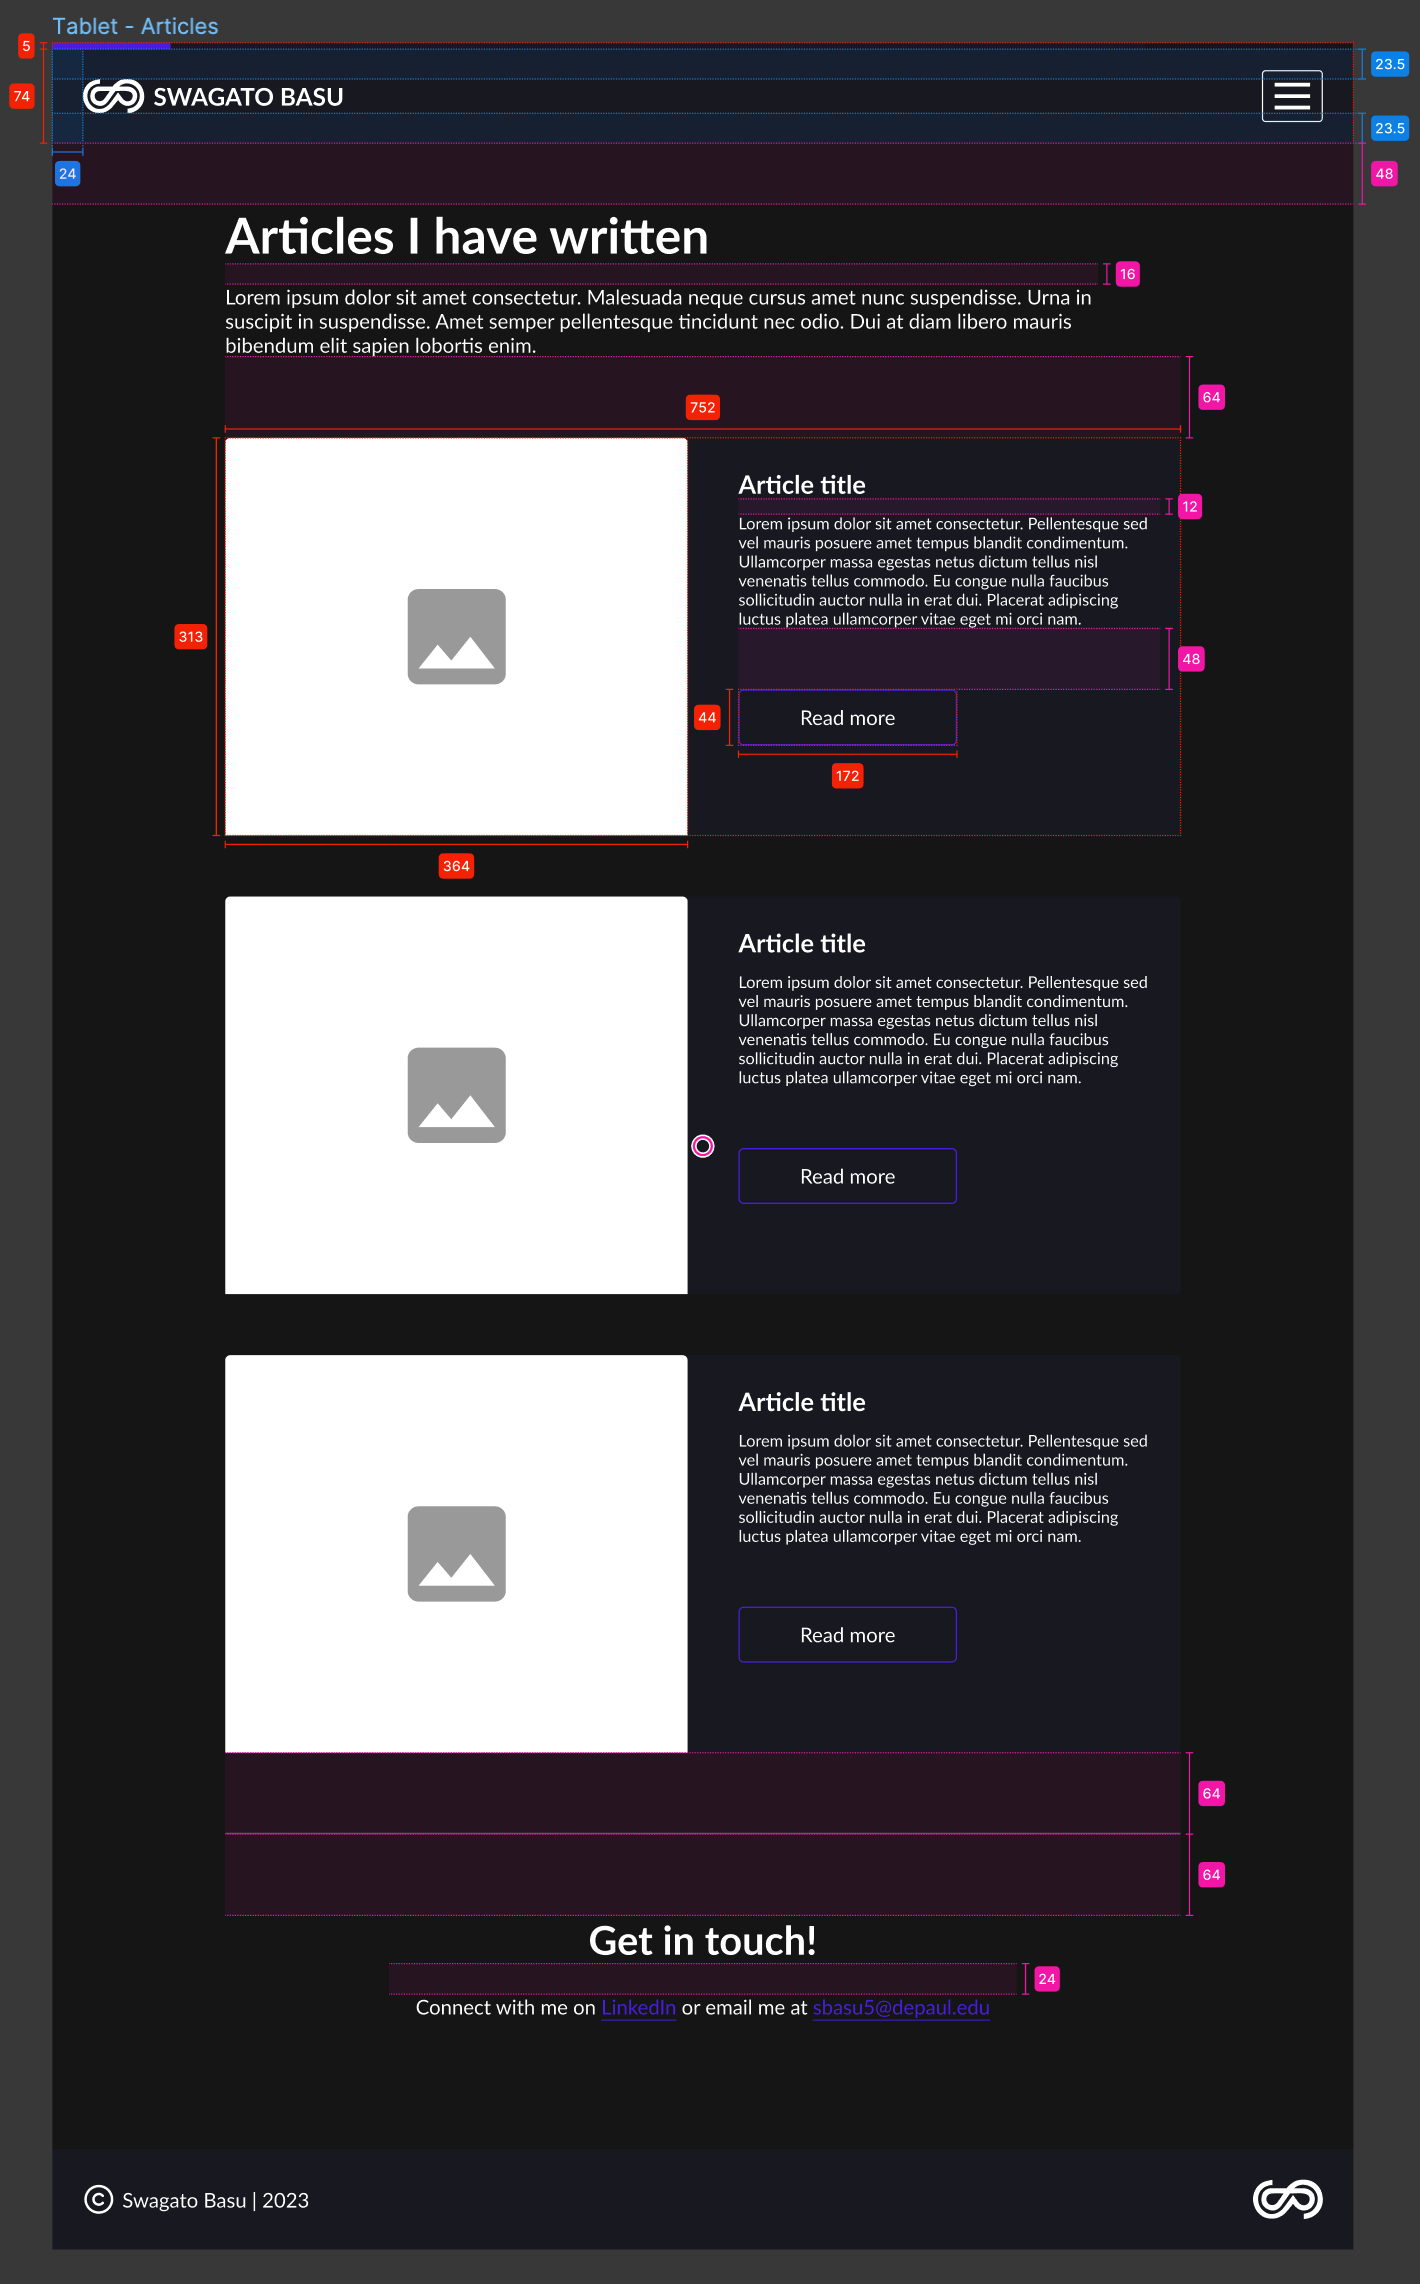 Tablet - Articles
5
23.5
SWAGATO BASU
74
23.5
24
48
Articles I have written
16
Lorem ipsum dolor sit amet consectetur. Malesuada neque cursus amet nunc suspendisse. Urna in
suscipit in suspendisse. Amet semper pellentesque tincidunt nec odio. Dui at diam libero mauris
bibendum elit sapien lobortis enim.
64
752
Article title
12
Lorem ipsum dolor sit amet consectetur. Pellentesque sed
vel mauris posuere amet tempus blandit condimentum.
Ullamcorper massa egestas netus dictum tellus nisl
venenatis tellus commodo. Eu congue nulla faucibus
sollicitudin auctor nulla in erat dui. Placerat adipiscing
luctus platea ullamcorper vitae eget mi orci nam.
313
48
44
Read more
172
364
Article title
Lorem ipsum dolor sit amet consectetur. Pellentesque sed
vel mauris posuere amet tempus blandit condimentum.
Ullamcorper massa egestas netus dictum tellus nisl
venenatis tellus commodo. Eu congue nulla faucibus
sollicitudin auctor nulla in erat dui. Placerat adipiscing
luctus platea ullamcorper vitae eget mi orci nam.
Read more
Article title
Lorem ipsum dolor sit amet consectetur. Pellentesque sed
vel mauris posuere amet tempus blandit condimentum.
Ullamcorper massa egestas netus dictum tellus nisl
venenatis tellus commodo. Eu congue nulla faucibus
sollicitudin auctor nulla in erat dui. Placerat adipiscing
luctus platea ullamcorper vitae eget mi orci nam.
Read more
64
64
Get in touch!
24
Connect with me on LinkedIn or email me at sbasu5@depaul.edu
© Swagato Basu | 2023